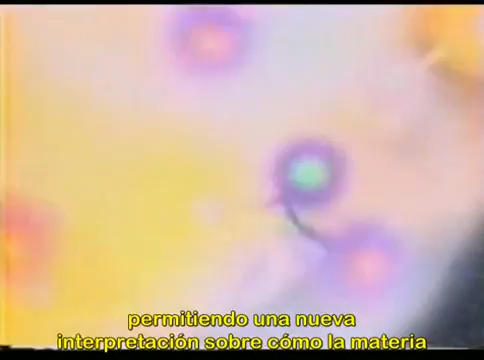 permitiendo una nueva
interpretación sobre cómo la materia